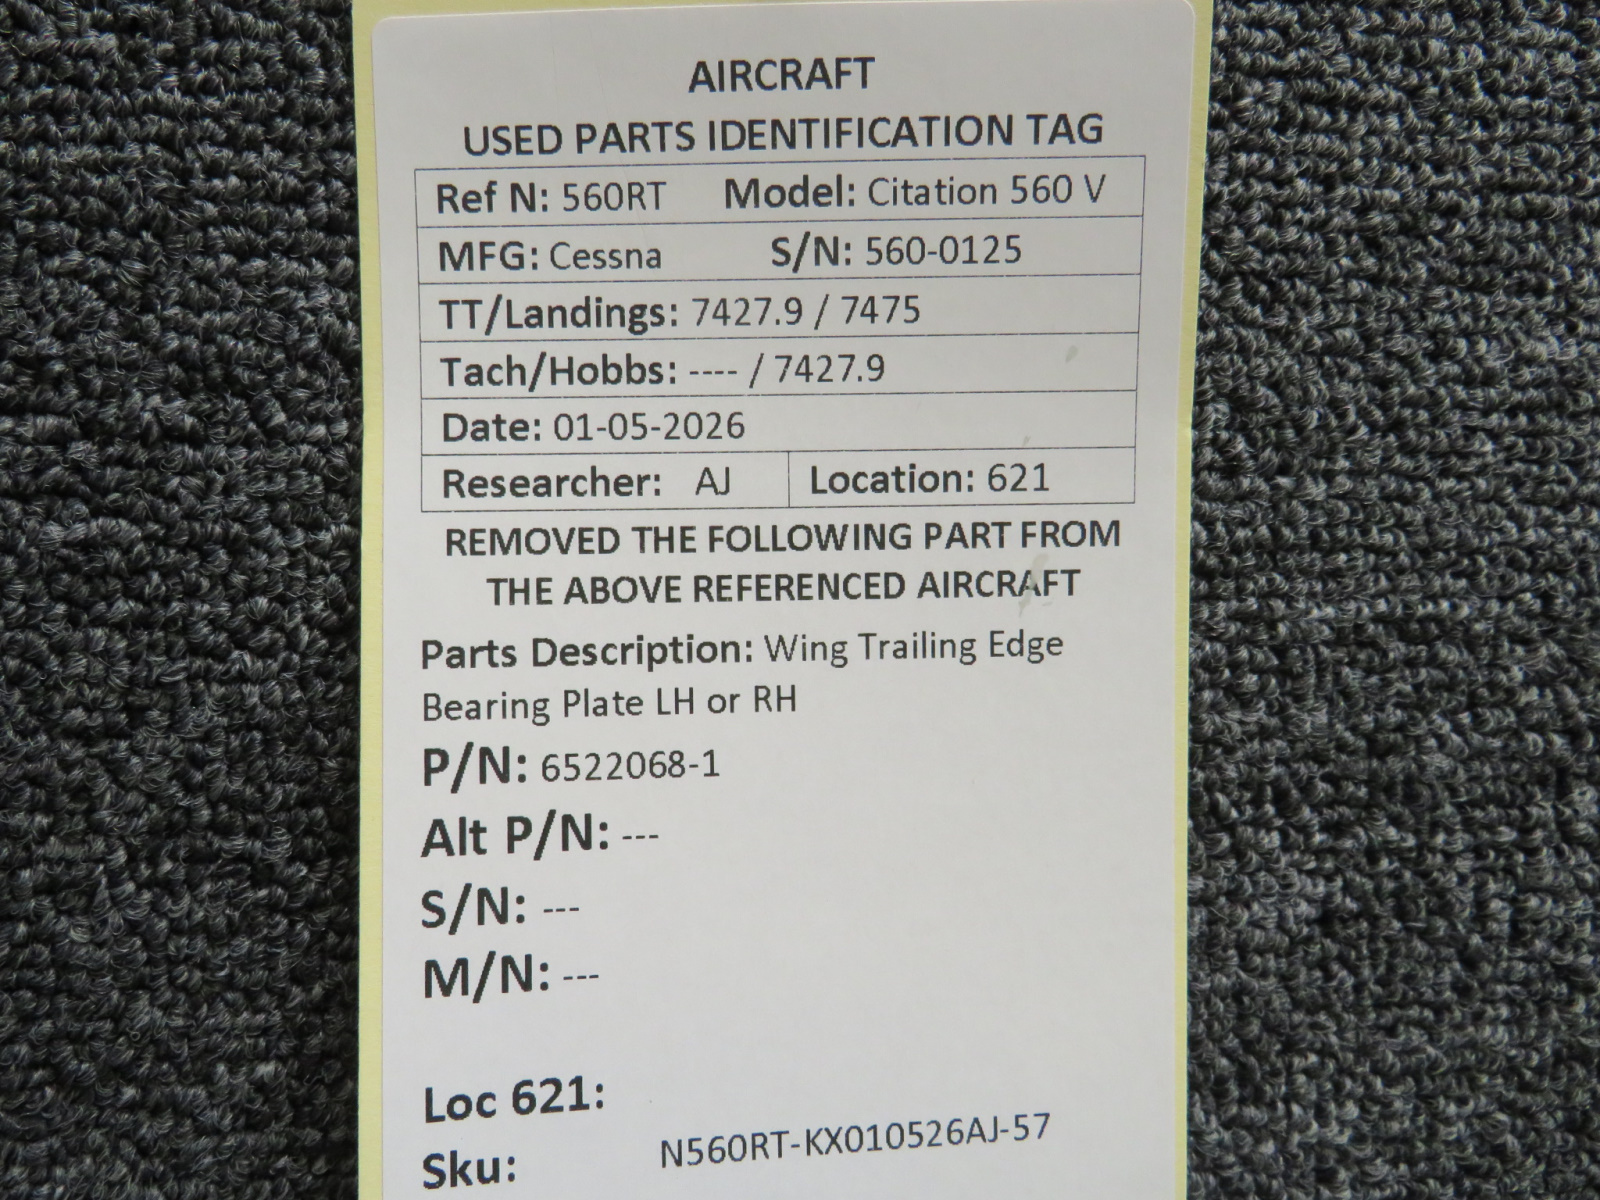 AIRCRAFT
USED PARTS IDENTIFICATION TAG
Ref N: 560RT Model: Citation 560 V
MFG: Cessna S/N: 560-0125
TT/Landings: 7427.9 / 7475
Tach/Hobbs: ---- / 7427.9
Date: 01-05-2026
Researcher: AJ Location: 621
REMOVED THE FOLLOWING PART FROM
THE ABOVE REFERENCED AIRCRAFT
Parts Description: Wing Trailing Edge
Bearing Plate LH or RH
P/N: 6522068-1
Alt P/N: ---
S/N: ---
M/N: ---
Loc 621:
Sku: N560RT-KX010526AJ-57